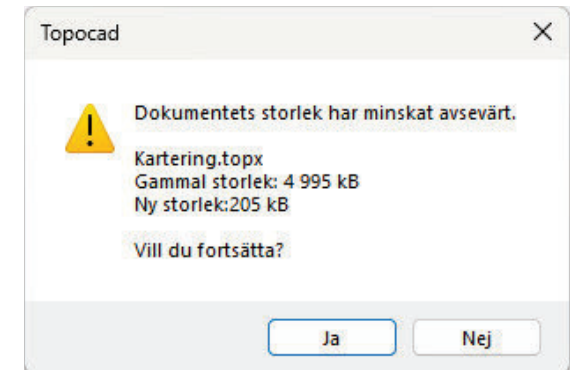 Topocad
Dokumentets storlek har minskat avsevärt.
Kartering.topx
Gammal storlek: 4 995 kB
Ny storlek:205 kB
Vill du fortsätta?
Ja
Nej